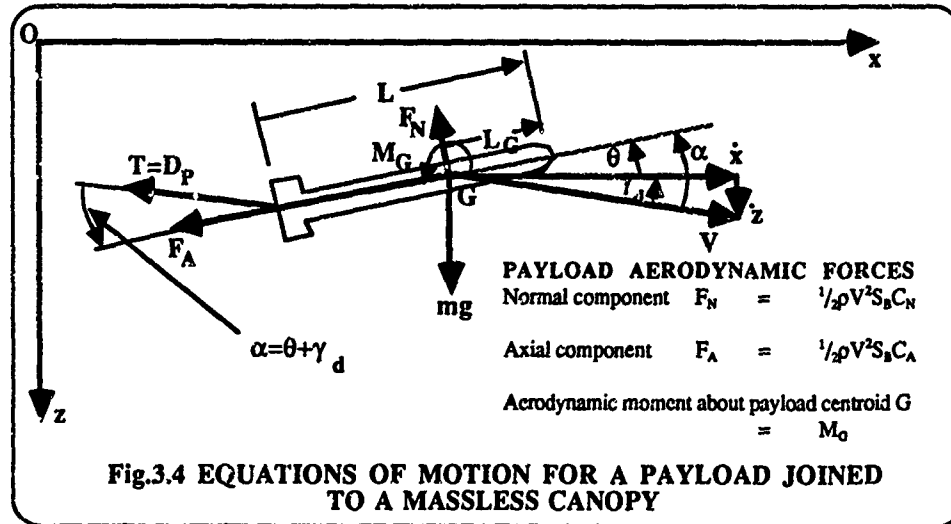 O
x
L
F_N
L_G
M_G
θ
α
ẋ
T=D_P
G
γ_d
ż
F_A
V
mg
PAYLOAD AERODYNAMIC FORCES
Normal component F_N = ¹/₂ρV²S_BC_N
α=θ+γ_d
Axial component F_A = ¹/₂ρV²S_BC_A
z
Aerodynamic moment about payload centroid G
= M_G
Fig.3.4 EQUATIONS OF MOTION FOR A PAYLOAD JOINED
TO A MASSLESS CANOPY